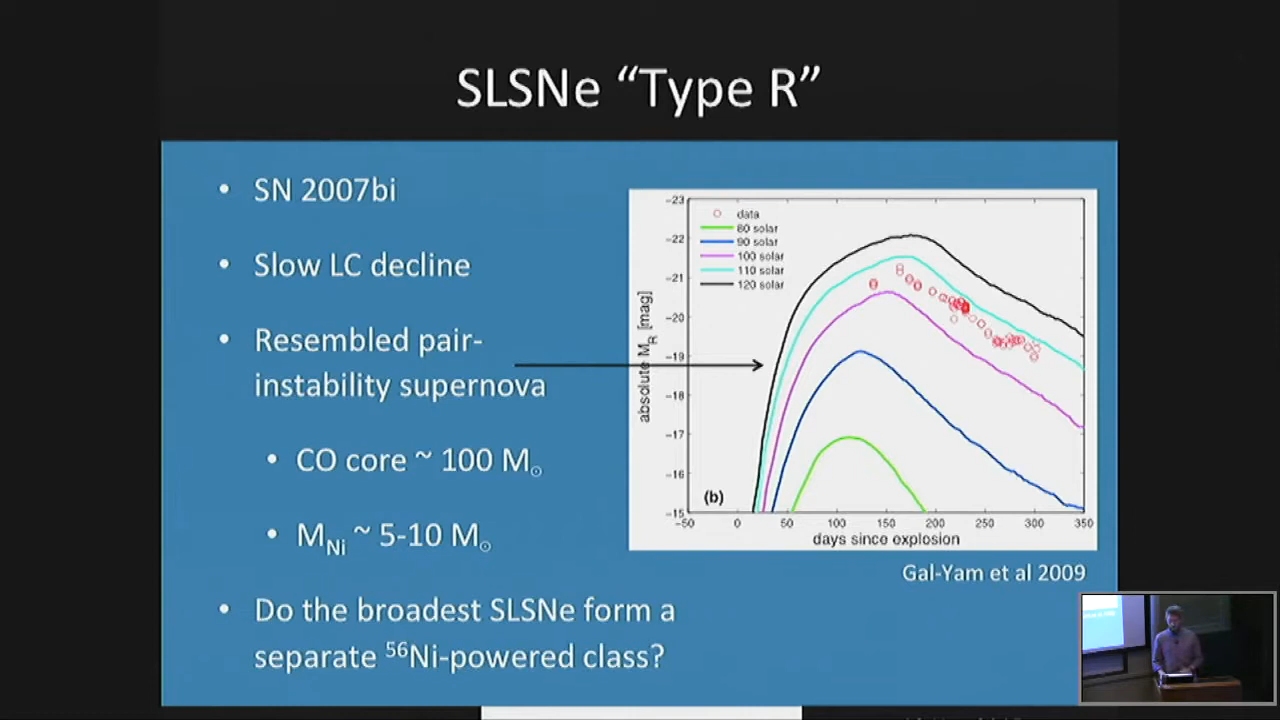 SLSNe “Type R”
• SN 2007bi
• Slow LC decline
• Resembled pair-
instability supernova
• CO core ~ 100 M☉
• MNi ~ 5-10 M☉
• Do the broadest SLSNe form a
separate 56Ni-powered class?
-23
-22
-21
-20
-19
-18
-17
-16
-15
absolute MR [mag]
data
80 solar
90 solar
100 solar
110 solar
120 solar
(b)
-50 0 50 100 150 200 250 300 350
days since explosion
Gal-Yam et al 2009